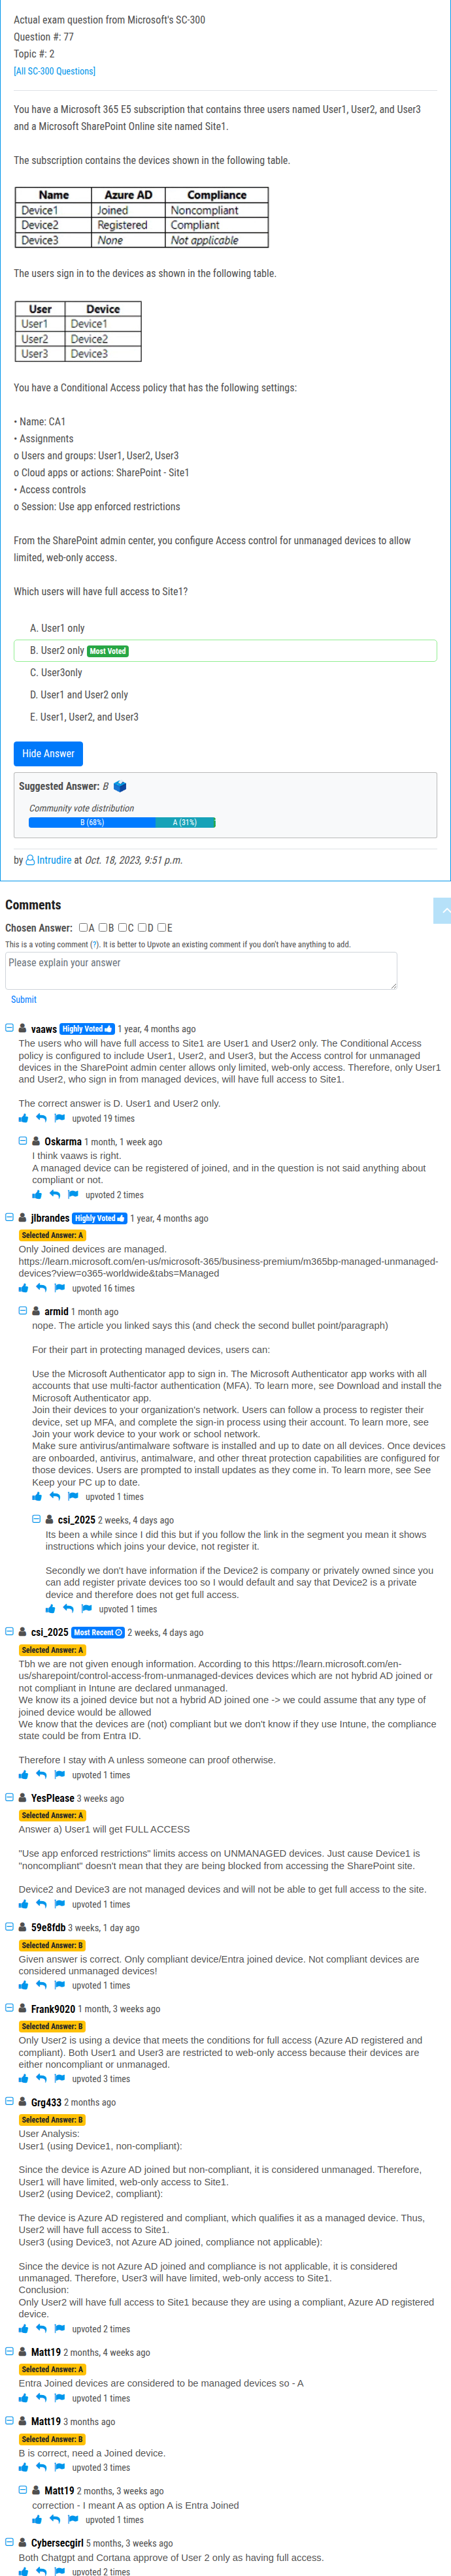 Actual exam question from Microsoft's SC-300
Question #: 77
Topic #: 2
[All SC-300 Questions]
You have a Microsoft 365 E5 subscription that contains three users named User1, User2, and User3
and a Microsoft SharePoint Online site named Site1.
The subscription contains the devices shown in the following table.
Name Azure AD Compliance
Device1 Joined Noncompliant
Device2 Registered Compliant
Device3 None Not applicable
The users sign in to the devices as shown in the following table.
User Device
User1 Device1
User2 Device2
User3 Device3
You have a Conditional Access policy that has the following settings:
• Name: CA1
• Assignments
o Users and groups: User1, User2, User3
o Cloud apps or actions: SharePoint - Site1
• Access controls
o Session: Use app enforced restrictions
From the SharePoint admin center, you configure Access control for unmanaged devices to allow
limited, web-only access.
Which users will have full access to Site1?
A. User1 only
B. User2 only Most Voted
C. User3only
D. User1 and User2 only
E. User1, User2, and User3
Hide Answer
Suggested Answer: B
Community vote distribution
B (68%) A (31%)
by Intrudire at Oct. 18, 2023, 9:51 p.m.
Comments
Chosen Answer: A B C D E
This is a voting comment (?). It is better to Upvote an existing comment if you don't have anything to add.
Please explain your answer
Submit
vaaws Highly Voted 1 year, 4 months ago
The users who will have full access to Site1 are User1 and User2 only. The Conditional Access
policy is configured to include User1, User2, and User3, but the Access control for unmanaged
devices in the SharePoint admin center allows only limited, web-only access. Therefore, only User1
and User2, who sign in from managed devices, will have full access to Site1.
The correct answer is D. User1 and User2 only.
upvoted 19 times
Oskarma 1 month, 1 week ago
I think vaaws is right.
A managed device can be registered of joined, and in the question is not said anything about
compliant or not.
upvoted 2 times
jlbrandes Highly Voted 1 year, 4 months ago
Selected Answer: A
Only Joined devices are managed.
https://learn.microsoft.com/en-us/microsoft-365/business-premium/m365bp-managed-unmanaged-
devices?view=o365-worldwide&tabs=Managed
upvoted 16 times
armid 1 month ago
nope. The article you linked says this (and check the second bullet point/paragraph)
For their part in protecting managed devices, users can:
Use the Microsoft Authenticator app to sign in. The Microsoft Authenticator app works with all
accounts that use multi-factor authentication (MFA). To learn more, see Download and install the
Microsoft Authenticator app.
Join their devices to your organization's network. Users can follow a process to register their
device, set up MFA, and complete the sign-in process using their account. To learn more, see
Join your work device to your work or school network.
Make sure antivirus/antimalware software is installed and up to date on all devices. Once devices
are onboarded, antivirus, antimalware, and other threat protection capabilities are configured for
those devices. Users are prompted to install updates as they come in. To learn more, see See
Keep your PC up to date.
upvoted 1 times
csi_2025 2 weeks, 4 days ago
Its been a while since I did this but if you follow the link in the segment you mean it shows
instructions which joins your device, not register it.
Secondly we don't have information if the Device2 is company or privately owned since you
can add register private devices too so I would default and say that Device2 is a private
device and therefore does not get full access.
upvoted 1 times
csi_2025 Most Recent 2 weeks, 4 days ago
Selected Answer: A
Tbh we are not given enough information. According to this https://learn.microsoft.com/en-
us/sharepoint/control-access-from-unmanaged-devices devices which are not hybrid AD joined or
not compliant in Intune are declared unmanaged.
We know its a joined device but not a hybrid AD joined one -> we could assume that any type of
joined device would be allowed
We know that the devices are (not) compliant but we don't know if they use Intune, the compliance
state could be from Entra ID.
Therefore I stay with A unless someone can proof otherwise.
upvoted 1 times
YesPlease 3 weeks ago
Selected Answer: A
Answer a) User1 will get FULL ACCESS
"Use app enforced restrictions" limits access on UNMANAGED devices. Just cause Device1 is
"noncompliant" doesn't mean that they are being blocked from accessing the SharePoint site.
Device2 and Device3 are not managed devices and will not be able to get full access to the site.
upvoted 1 times
59e8fdb 3 weeks, 1 day ago
Selected Answer: B
Given answer is correct. Only compliant device/Entra joined device. Not compliant devices are
considered unmanaged devices!
upvoted 1 times
Frank9020 1 month, 3 weeks ago
Selected Answer: B
Only User2 is using a device that meets the conditions for full access (Azure AD registered and
compliant). Both User1 and User3 are restricted to web-only access because their devices are
either noncompliant or unmanaged.
upvoted 3 times
Grg433 2 months ago
Selected Answer: B
User Analysis:
User1 (using Device1, non-compliant):
Since the device is Azure AD joined but non-compliant, it is considered unmanaged. Therefore,
User1 will have limited, web-only access to Site1.
User2 (using Device2, compliant):
The device is Azure AD registered and compliant, which qualifies it as a managed device. Thus,
User2 will have full access to Site1.
User3 (using Device3, not Azure AD joined, compliance not applicable):
Since the device is not Azure AD joined and compliance is not applicable, it is considered
unmanaged. Therefore, User3 will have limited, web-only access to Site1.
Conclusion:
Only User2 will have full access to Site1 because they are using a compliant, Azure AD registered
device.
upvoted 2 times
Matt19 2 months, 4 weeks ago
Selected Answer: A
Entra Joined devices are considered to be managed devices so - A
upvoted 1 times
Matt19 3 months ago
Selected Answer: B
B is correct, need a Joined device.
upvoted 3 times
Matt19 2 months, 3 weeks ago
correction - I meant A as option A is Entra Joined
upvoted 1 times
Cybersecgirl 5 months, 3 weeks ago
Both Chatgpt and Cortana approve of User 2 only as having full access.
upvoted 2 times